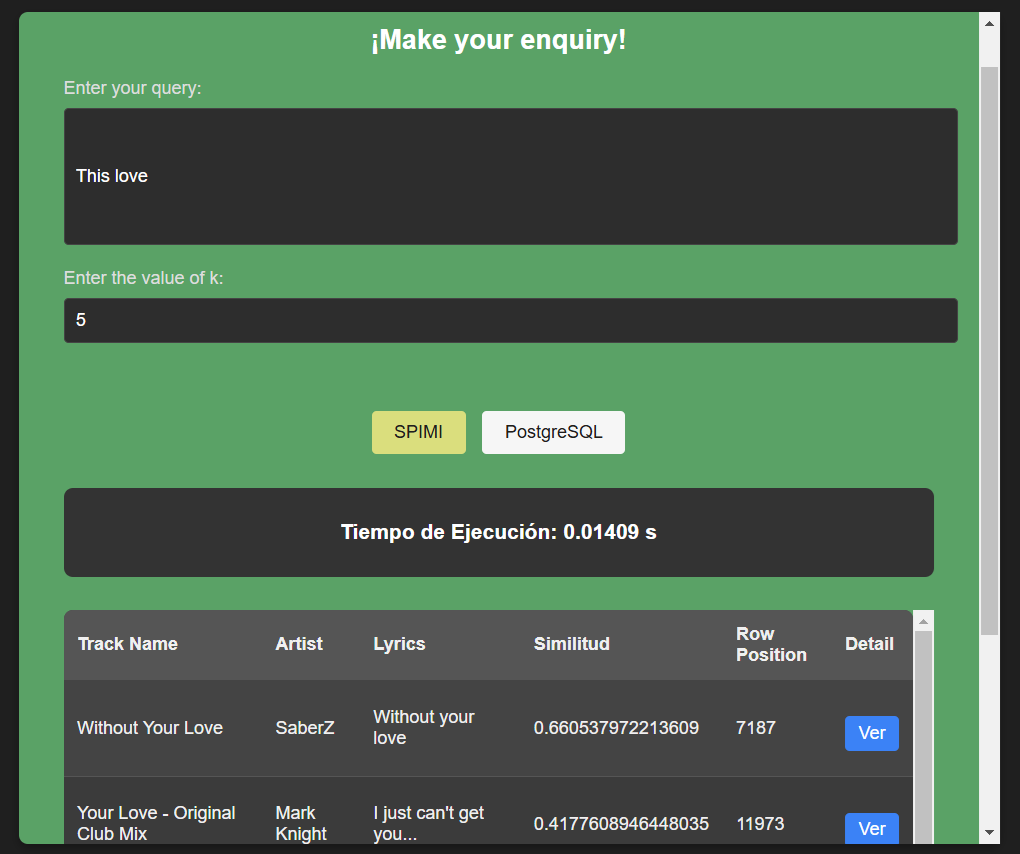 ¡Make your enquiry!
Enter your query:
This love
Enter the value of k:
5
SPIMI PostgreSQL
Tiempo de Ejecución: 0.01409 s
Track Name Artist Lyrics Similitud Row Position Detail
Without Your Love SaberZ Without your love 0.660537972213609 7187 Ver
Your Love - Original Club Mix Mark Knight I just can't get you... 0.4177608946448035 11973 Ver